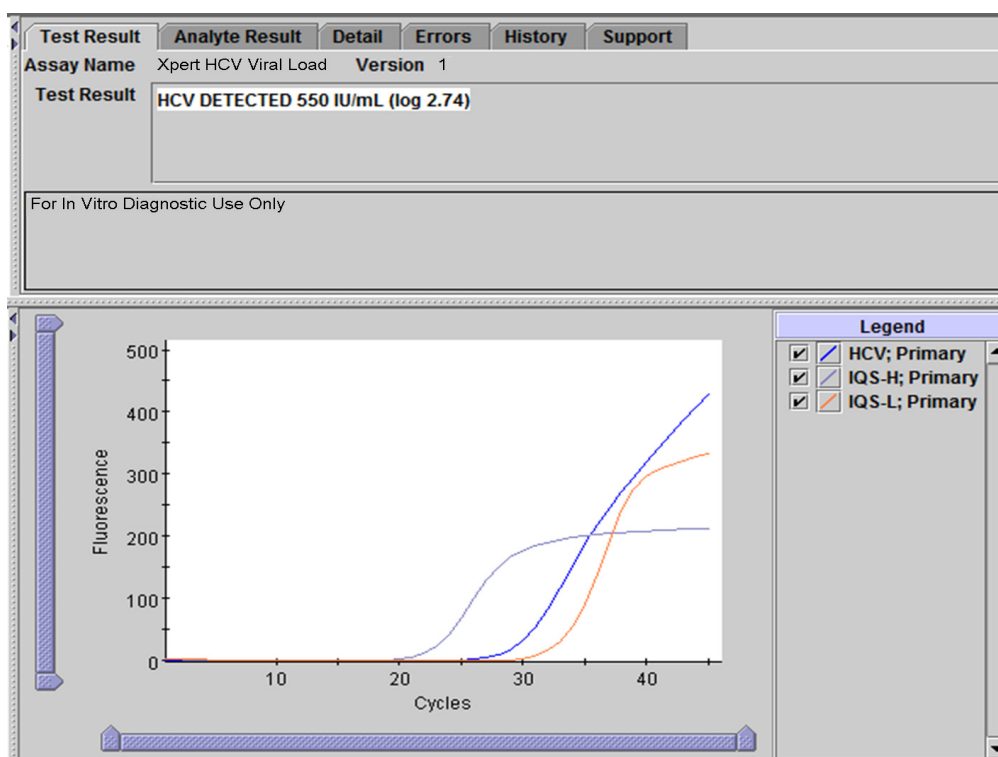 Test Result Analyte Result Detail Errors History Support
Assay Name Xpert HCV Viral Load Version 1
Test Result HCV DETECTED 550 IU/mL (log 2.74)
For In Vitro Diagnostic Use Only
Legend
HCV; Primary
IQS-H; Primary
IQS-L; Primary
500
400
300
200
100
0
Fluorescence
10 20 30 40
Cycles